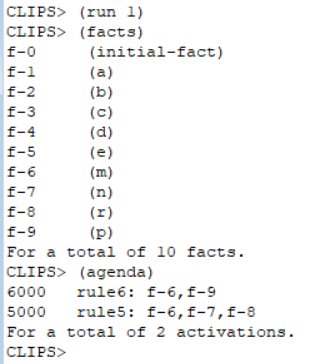 CLIPS> (run 1)
CLIPS> (facts)
f-0 (initial-fact)
f-1 (a)
f-2 (b)
f-3 (c)
f-4 (d)
f-5 (e)
f-6 (m)
f-7 (n)
f-8 (r)
f-9 (p)
For a total of 10 facts.
CLIPS> (agenda)
6000 rule6: f-6,f-9
5000 rule5: f-6,f-7,f-8
For a total of 2 activations.
CLIPS>